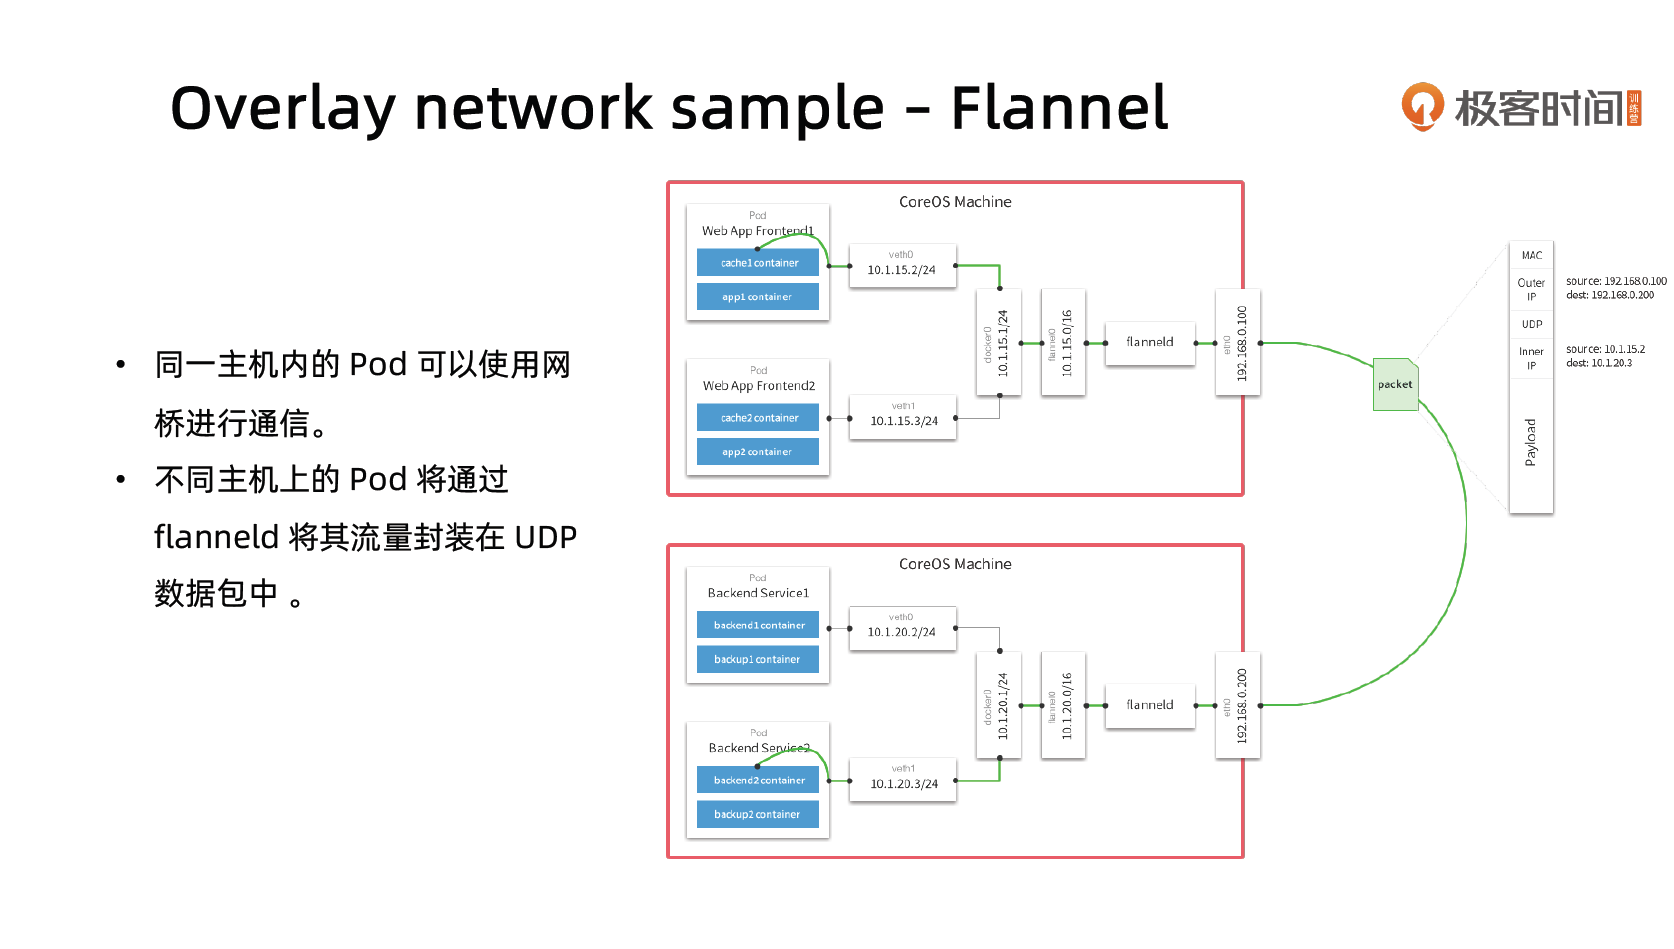 Overlay network sample – Flannel
极客时间
训练营
• 同一主机内的 Pod 可以使用网
桥进行通信。
• 不同主机上的 Pod 将通过
flanneld 将其流量封装在 UDP
数据包中 。
CoreOS Machine
Pod
Web App Frontend1
cache1 container
app1 container
veth0
10.1.15.2/24
Pod
Web App Frontend2
cache2 container
app2 container
veth1
10.1.15.3/24
docker0
10.1.15.1/24
flannel0
10.1.15.0/16
flanneld
eth0
192.168.0.100
packet
MAC
Outer
IP
source: 192.168.0.100
dest: 192.168.0.200
UDP
Inner
IP
source: 10.1.15.2
dest: 10.1.20.3
Payload
CoreOS Machine
Pod
Backend Service1
backend1 container
backup1 container
veth0
10.1.20.2/24
Pod
Backend Service2
backend2 container
backup2 container
veth1
10.1.20.3/24
docker0
10.1.20.1/24
flannel0
10.1.20.0/16
flanneld
eth0
192.168.0.200